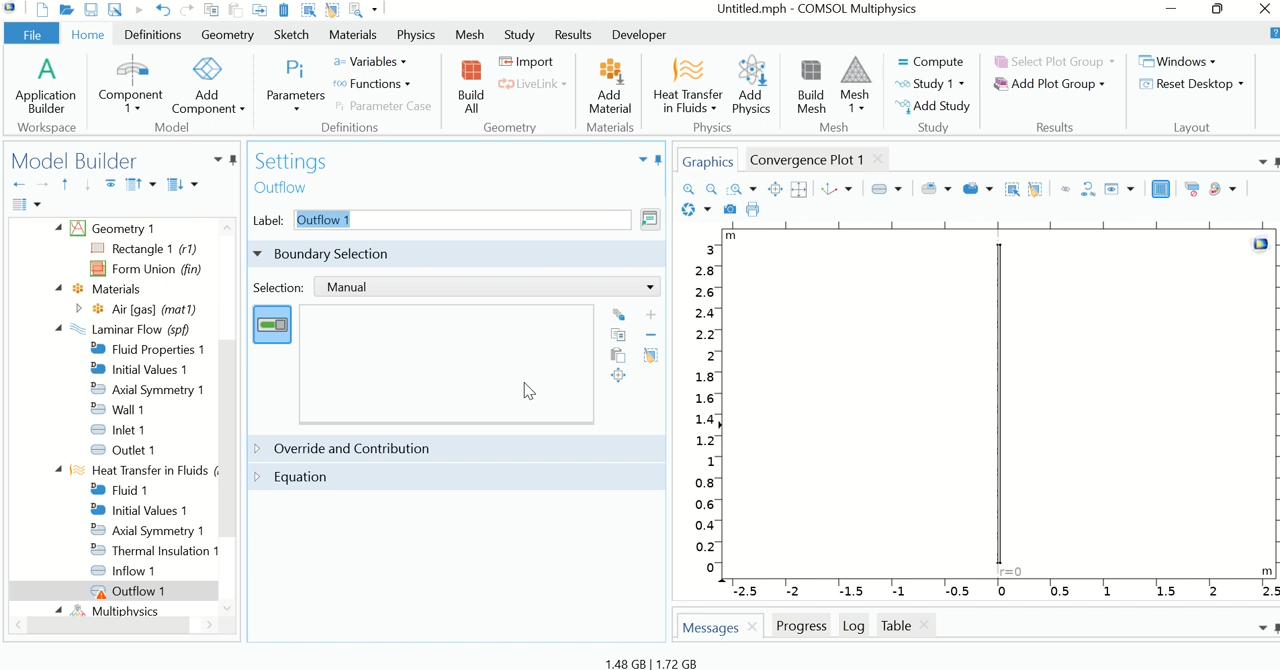 Untitled.mph - COMSOL Multiphysics
File Home Definitions Geometry Sketch Materials Physics Mesh Study Results Developer
Application Builder
Workspace
Component 1
Add Component
Model
Pi
Parameters
a= Variables
f(x) Functions
Pi Parameter Case
Definitions
Build All
Import
LiveLink
Geometry
Add Material
Materials
Heat Transfer in Fluids
Add Physics
Physics
Build Mesh
Mesh 1
Mesh
Compute
Study 1
Add Study
Study
Select Plot Group
Add Plot Group
Results
Windows
Reset Desktop
Layout
Model Builder
Geometry 1
Rectangle 1 (r1)
Form Union (fin)
Materials
Air [gas] (mat1)
Laminar Flow (spf)
Fluid Properties 1
Initial Values 1
Axial Symmetry 1
Wall 1
Inlet 1
Outlet 1
Heat Transfer in Fluids (
Fluid 1
Initial Values 1
Axial Symmetry 1
Thermal Insulation 1
Inflow 1
Outflow 1
Multiphysics
Settings
Outflow
Label: Outflow 1
Boundary Selection
Selection: Manual
Override and Contribution
Equation
Graphics Convergence Plot 1
m
3
2.8
2.6
2.4
2.2
2
1.8
1.6
1.4
1.2
1
0.8
0.6
0.4
0.2
0
r=0
m
-2.5 -2 -1.5 -1 -0.5 0 0.5 1 1.5 2 2.5
Messages Progress Log Table
1.48 GB | 1.72 GB